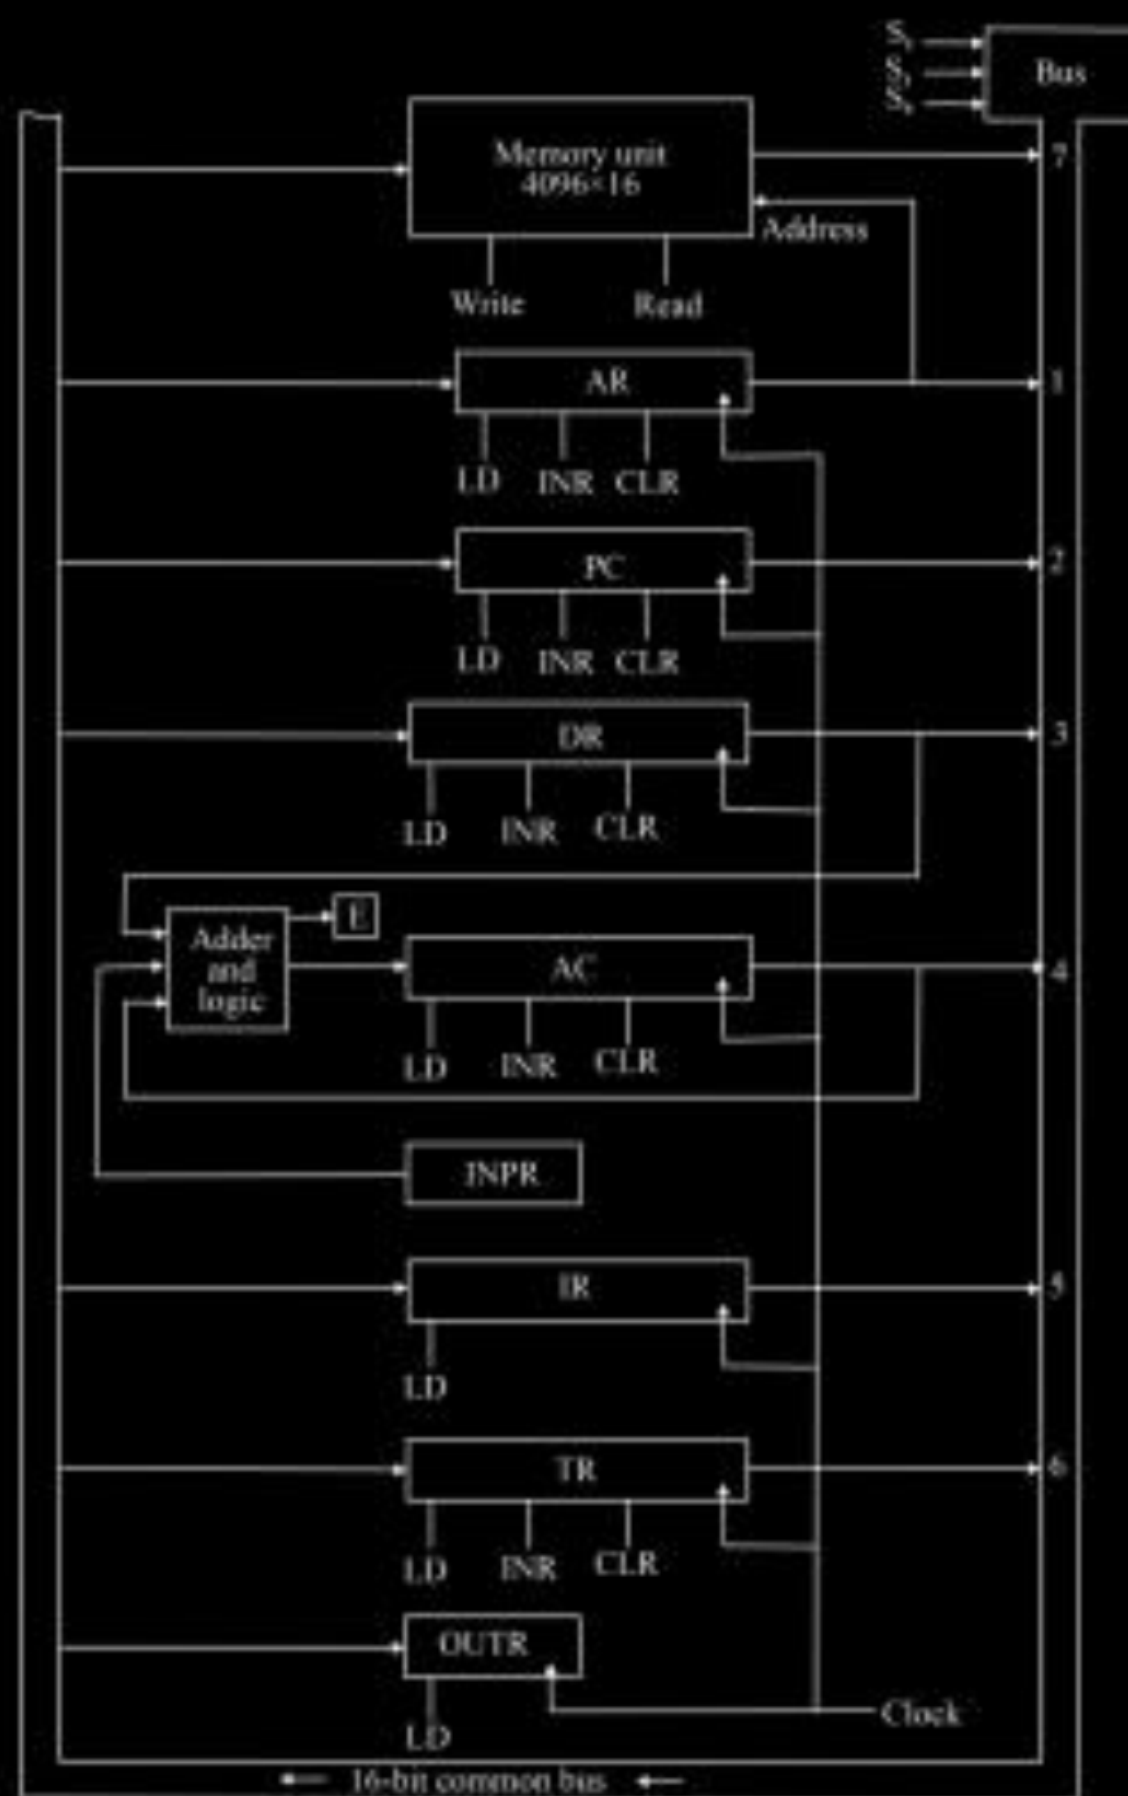 S₂
S₁
S₀
Bus
Memory unit
4096×16
7
Address
Write
Read
AR
1
LD
INR
CLR
PC
2
LD
INR
CLR
DR
3
LD
INR
CLR
E
Adder
and
logic
AC
4
LD
INR
CLR
INPR
IR
5
LD
TR
6
LD
INR
CLR
OUTR
LD
Clock
16-bit common bus